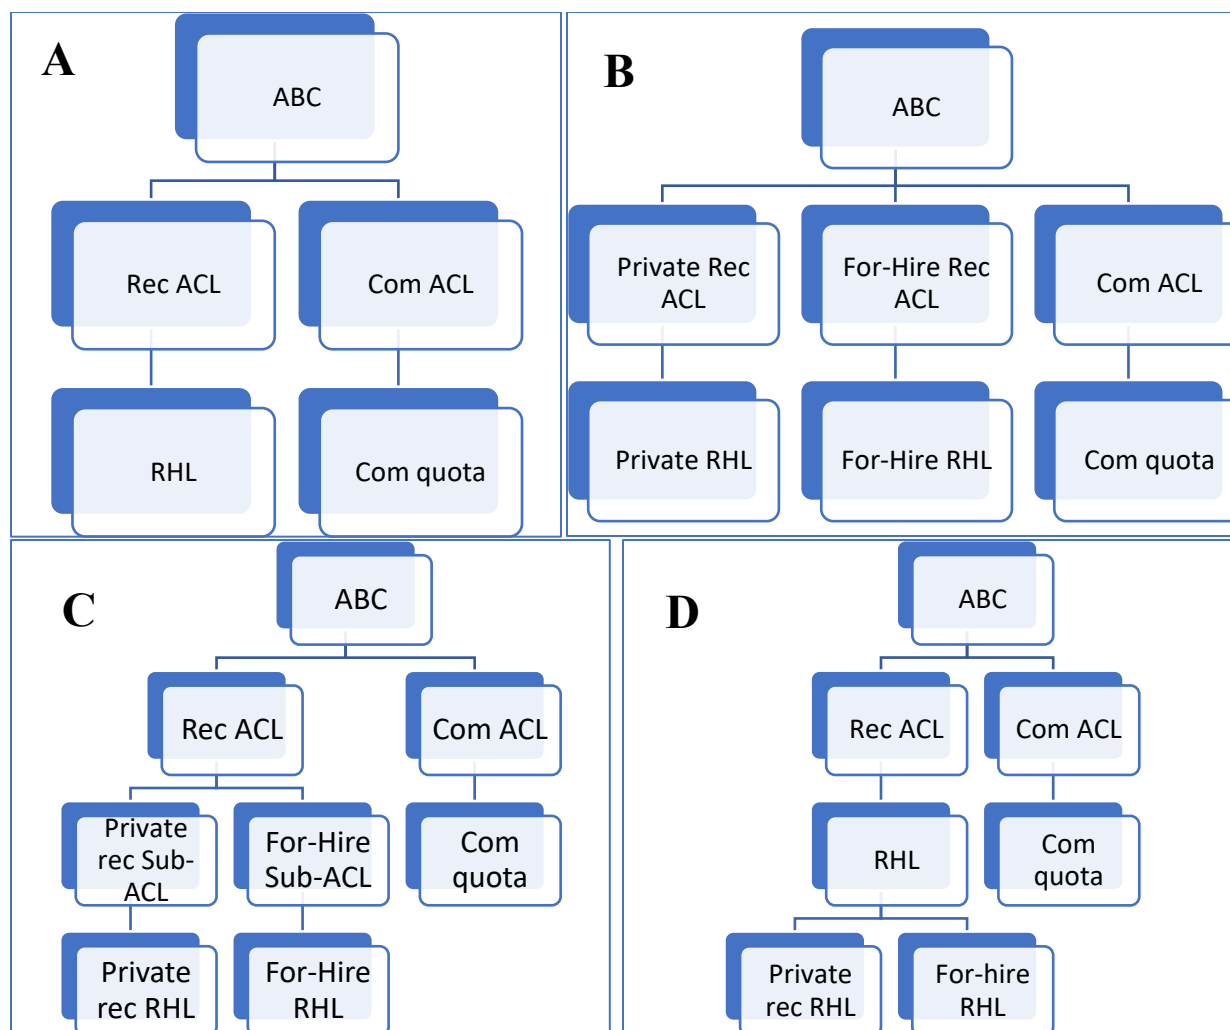 A
ABC
Rec ACL
Com ACL
RHL
Com quota
B
ABC
Private Rec
ACL
For-Hire Rec
ACL
Com ACL
Private RHL
For-Hire RHL
Com quota
C
ABC
Rec ACL
Com ACL
Private
rec Sub-
ACL
For-Hire
Sub-ACL
Com
quota
Private
rec RHL
For-Hire
RHL
D
ABC
Rec ACL
Com ACL
RHL
Com
quota
Private
rec RHL
For-hire
RHL